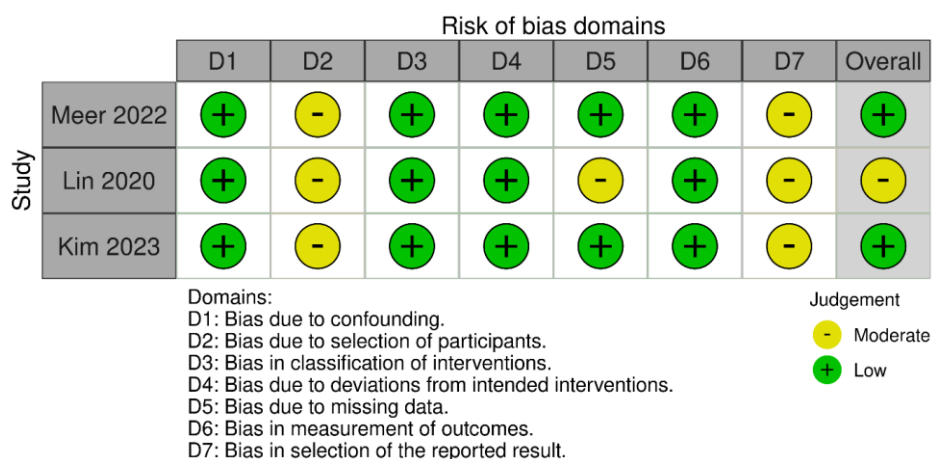 Risk of bias domains
D1 D2 D3 D4 D5 D6 D7 Overall
Study
Meer 2022 + - + + + + - +
Lin 2020 + - + + - + - -
Kim 2023 + - + + + + - +
Domains:
D1: Bias due to confounding.
D2: Bias due to selection of participants.
D3: Bias in classification of interventions.
D4: Bias due to deviations from intended interventions.
D5: Bias due to missing data.
D6: Bias in measurement of outcomes.
D7: Bias in selection of the reported result.
Judgement
- Moderate
+ Low